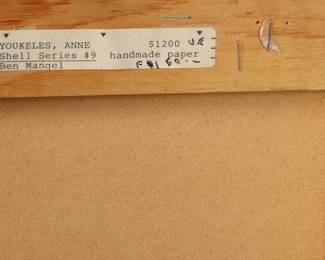 YOUKELES, ANNE $1200
Shell Series #9 handmade paper
Ben Mangel